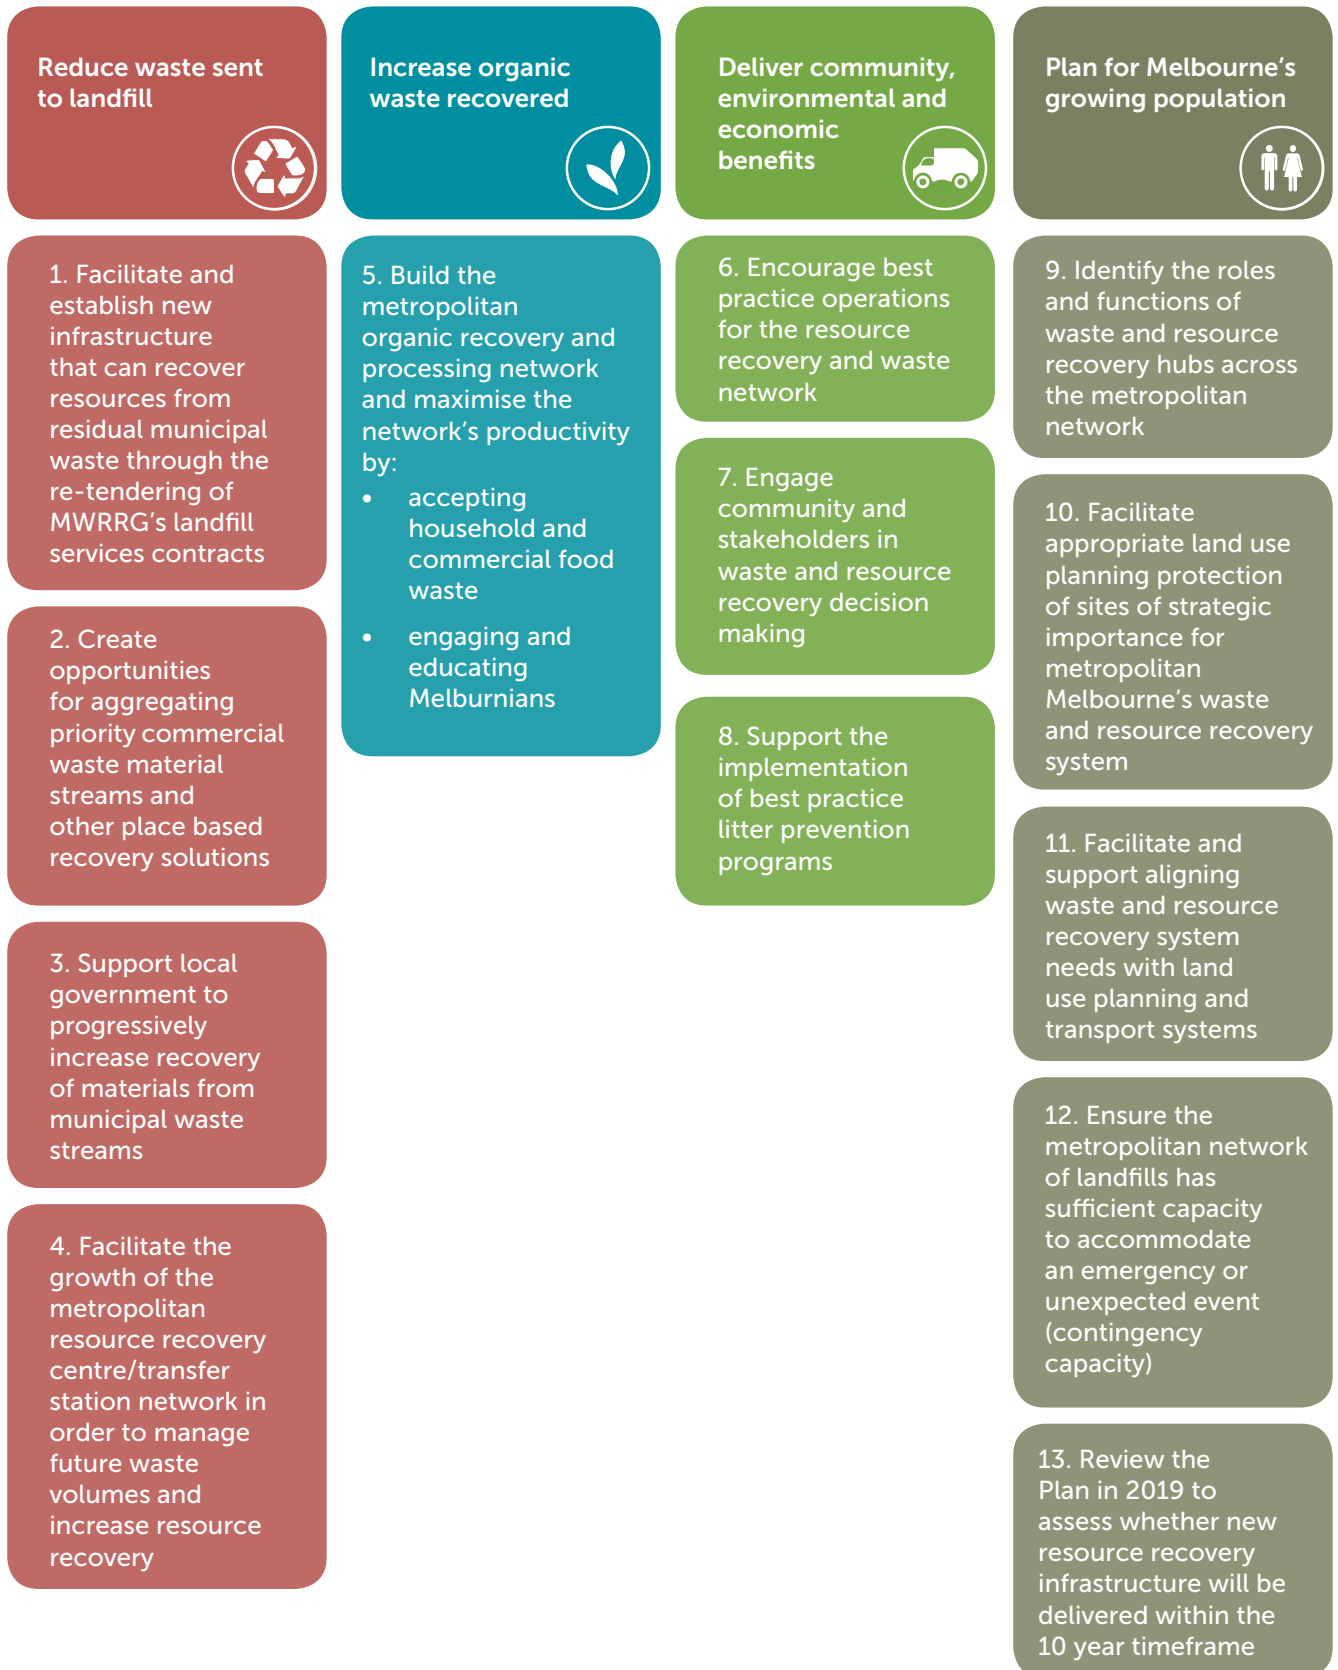 Reduce waste sent
to landfill
Increase organic
waste recovered
Deliver community,
environmental and
economic
benefits
Plan for Melbourne's
growing population
1. Facilitate and
establish new
infrastructure
that can recover
resources from
residual municipal
waste through the
re-tendering of
MWRRG's landfill
services contracts
2. Create
opportunities
for aggregating
priority commercial
waste material
streams and
other place based
recovery solutions
3. Support local
government to
progressively
increase recovery
of materials from
municipal waste
streams
4. Facilitate the
growth of the
metropolitan
resource recovery
centre/transfer
station network in
order to manage
future waste
volumes and
increase resource
recovery
5. Build the
metropolitan
organic recovery and
processing network
and maximise the
network's productivity
by:
• accepting
household and
commercial food
waste
• engaging and
educating
Melburnians
6. Encourage best
practice operations
for the resource
recovery and waste
network
7. Engage
community and
stakeholders in
waste and resource
recovery decision
making
8. Support the
implementation
of best practice
litter prevention
programs
9. Identify the roles
and functions of
waste and resource
recovery hubs across
the metropolitan
network
10. Facilitate
appropriate land use
planning protection
of sites of strategic
importance for
metropolitan
Melbourne's waste
and resource recovery
system
11. Facilitate and
support aligning
waste and resource
recovery system
needs with land
use planning and
transport systems
12. Ensure the
metropolitan network
of landfills has
sufficient capacity
to accommodate
an emergency or
unexpected event
(contingency
capacity)
13. Review the
Plan in 2019 to
assess whether new
resource recovery
infrastructure will be
delivered within the
10 year timeframe